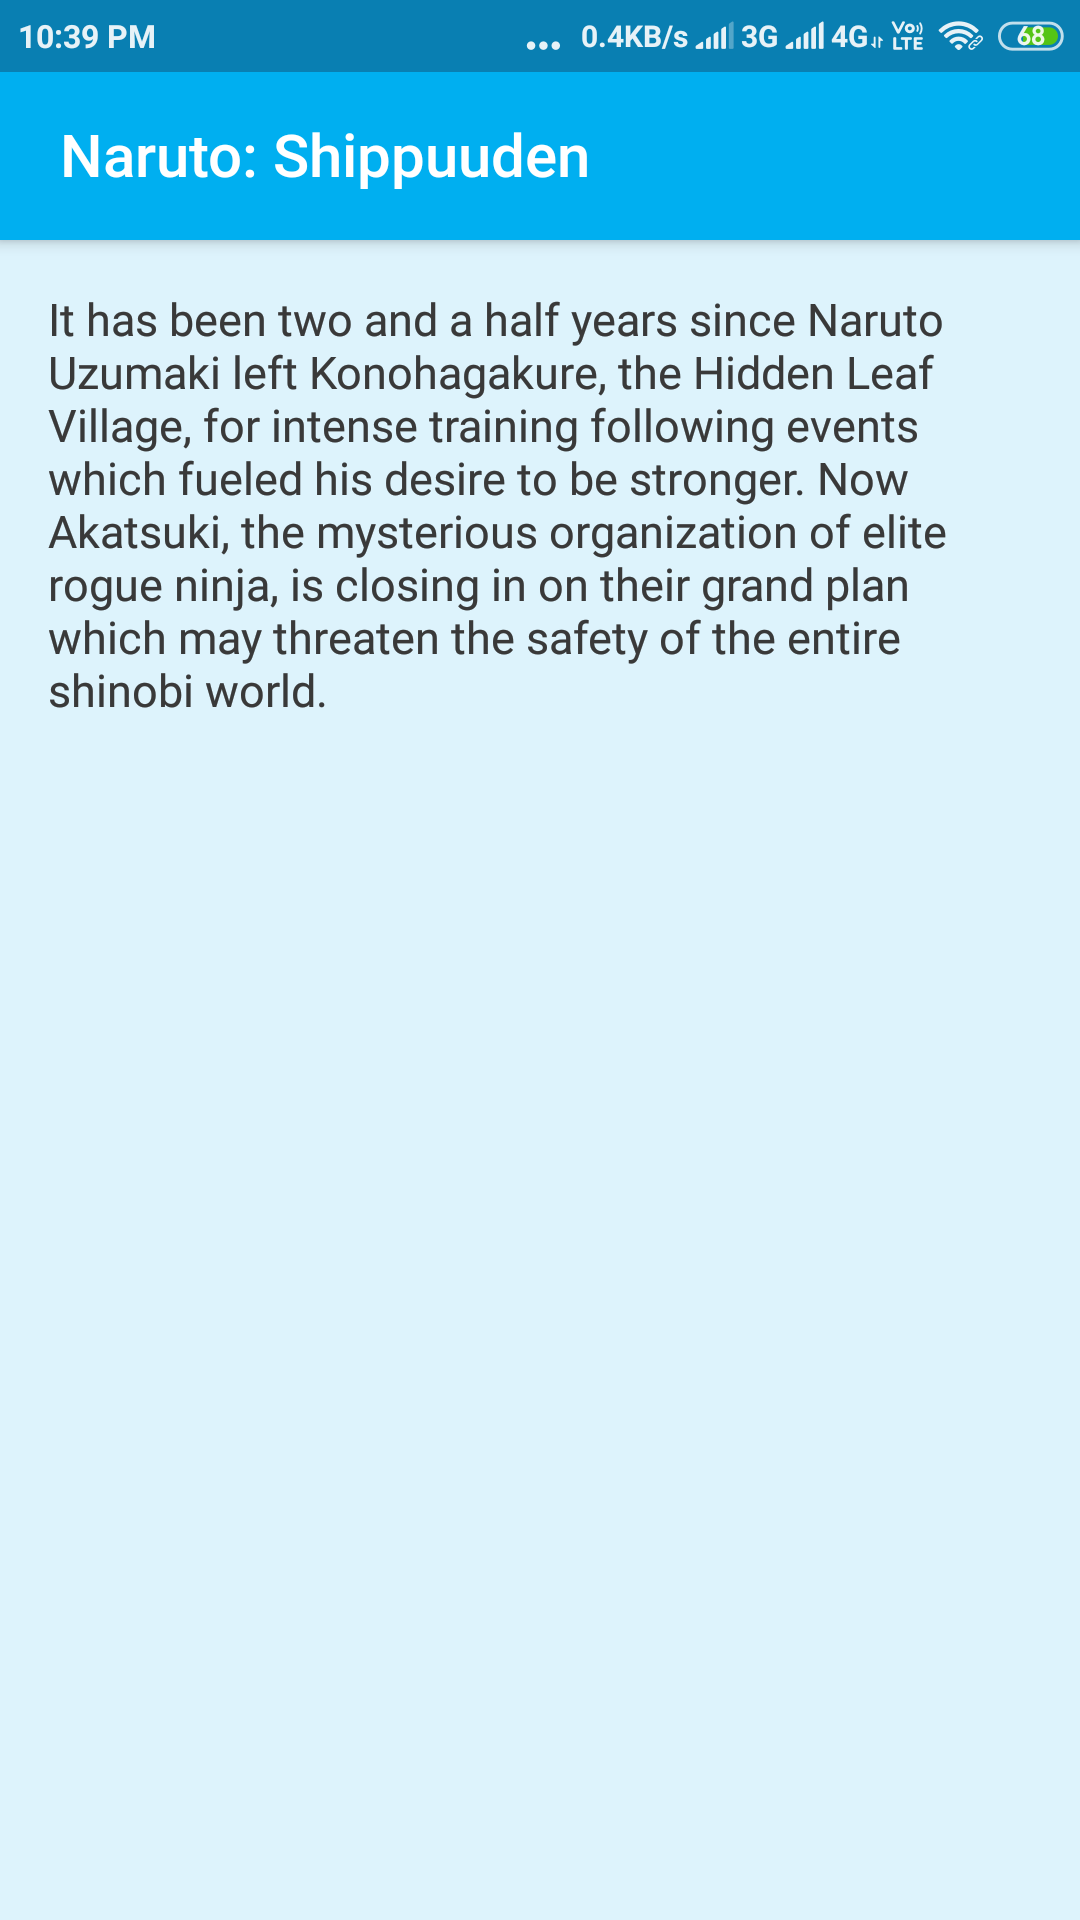 10:39 PM ... 0.4KB/s 3G 4G VoLTE 68
Naruto: Shippuuden
It has been two and a half years since Naruto
Uzumaki left Konohagakure, the Hidden Leaf
Village, for intense training following events
which fueled his desire to be stronger. Now
Akatsuki, the mysterious organization of elite
rogue ninja, is closing in on their grand plan
which may threaten the safety of the entire
shinobi world.